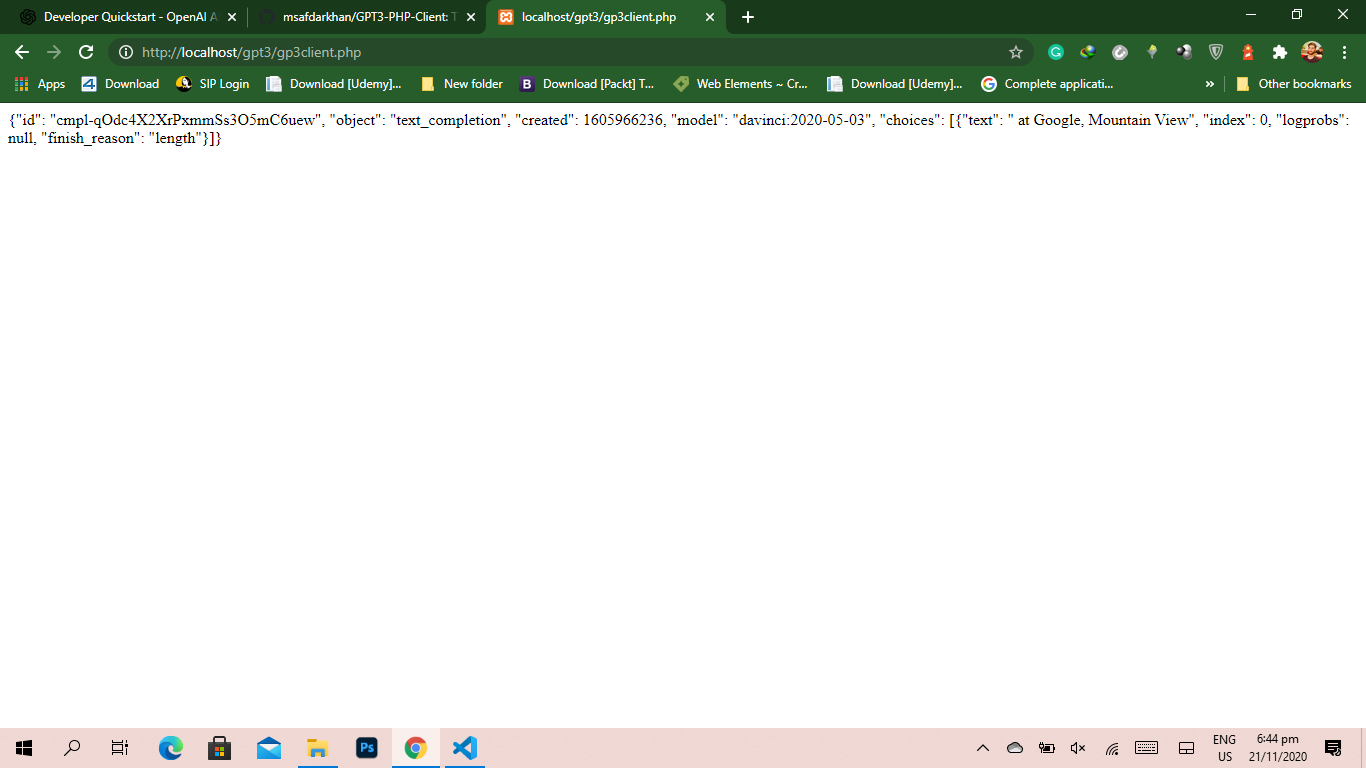 Developer Quickstart - OpenAI A
msafdarkhan/GPT3-PHP-Client: T
localhost/gpt3/gp3client.php
http://localhost/gpt3/gp3client.php
Apps
Download
SIP Login
Download [Udemy]...
New folder
Download [Packt] T...
Web Elements ~ Cr...
Download [Udemy]...
Complete applicati...
»
Other bookmarks
{"id": "cmpl-qOdc4X2XrPxmmSs3O5mC6uew", "object": "text_completion", "created": 1605966236, "model": "davinci:2020-05-03", "choices": [{"text": " at Google, Mountain View", "index": 0, "logprobs":
null, "finish_reason": "length"}]}
Ps
ENG
US
6:44 pm
21/11/2020